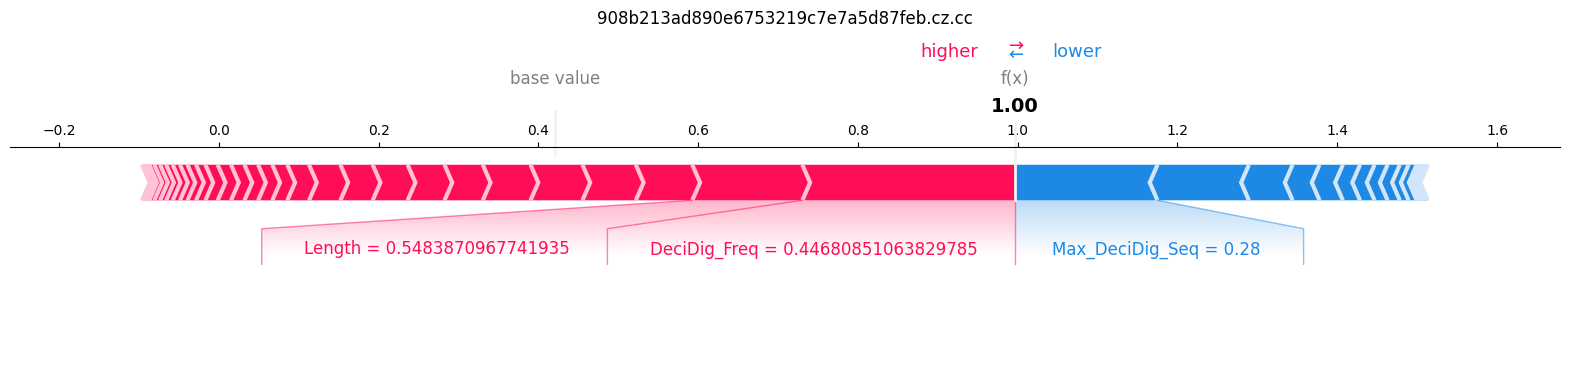 908b213ad890e6753219c7e7a5d87feb.cz.cc
higher ⇄ lower
base value f(x)
1.00
−0.2 0.0 0.2 0.4 0.6 0.8 1.0 1.2 1.4 1.6
Length = 0.5483870967741935 DeciDig_Freq = 0.44680851063829785 Max_DeciDig_Seq = 0.28